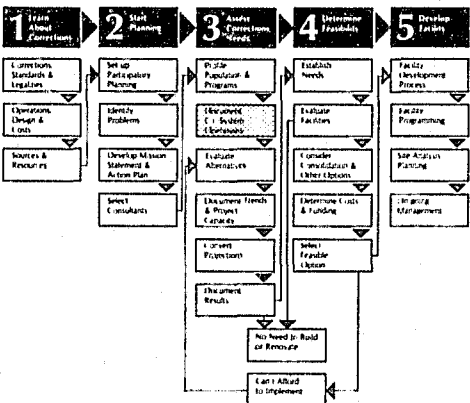 1 Learn
About
Corrections
2 Start
Planning
3 Assess
Corrections
Needs
4 Determine
Feasibility
5 Develop
Facility
Corrections
Standards &
Legalities
Operations
Design &
Costs
Sources &
Resources
Set up
Participatory
Planning
Identify
Problems
Develop Mission
Statement &
Action Plan
Select
Consultants
Profile
Population &
Programs
Document
System
Operations
Evaluate
Alternatives
Document Trends
& Project
Capacity
Convert
Projections
Document
Results
Establish
Needs
Evaluate
Facilities
Consider
Consolidation &
Other Options
Determine Costs
& Funding
Select
Feasible
Option
Facility
Development
Process
Facility
Programming
Site Analysis
Planning
Ongoing
Management
No Need to Build
or Renovate
Can't Afford
to Implement